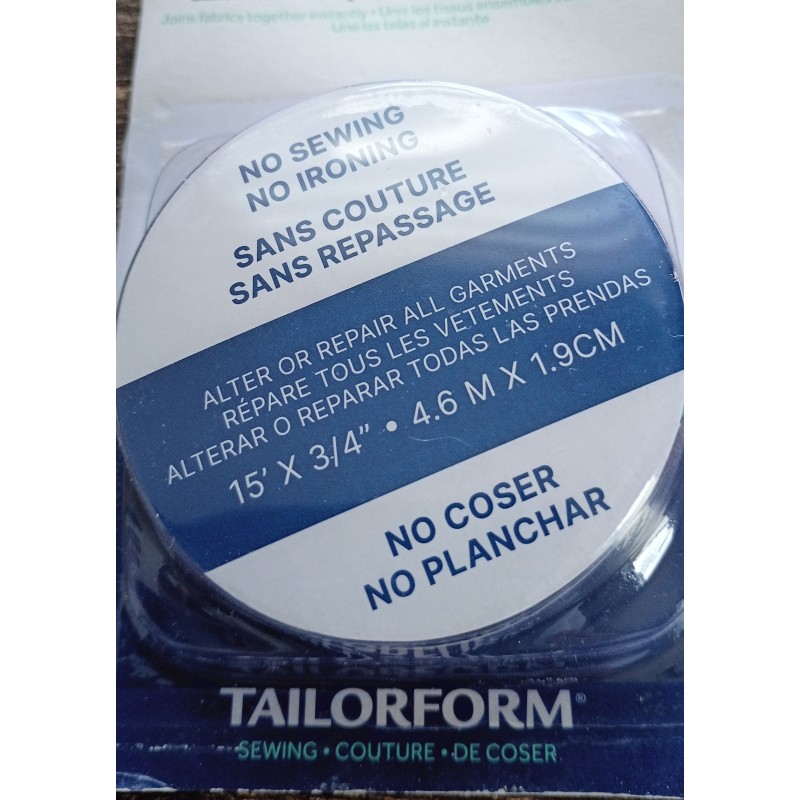 Joins fabrics together instantly • Unis les tissus ensembles
Une las telas al instante
NO SEWING
NO IRONING
SANS COUTURE
SANS REPASSAGE
ALTER OR REPAIR ALL GARMENTS
RÉPARE TOUS LES VETEMENTS
ALTERAR O REPARAR TODAS LAS PRENDAS
15' X 3/4" • 4.6 M X 1.9CM
NO COSER
NO PLANCHAR
TAILORFORM®
SEWING • COUTURE • DE COSER